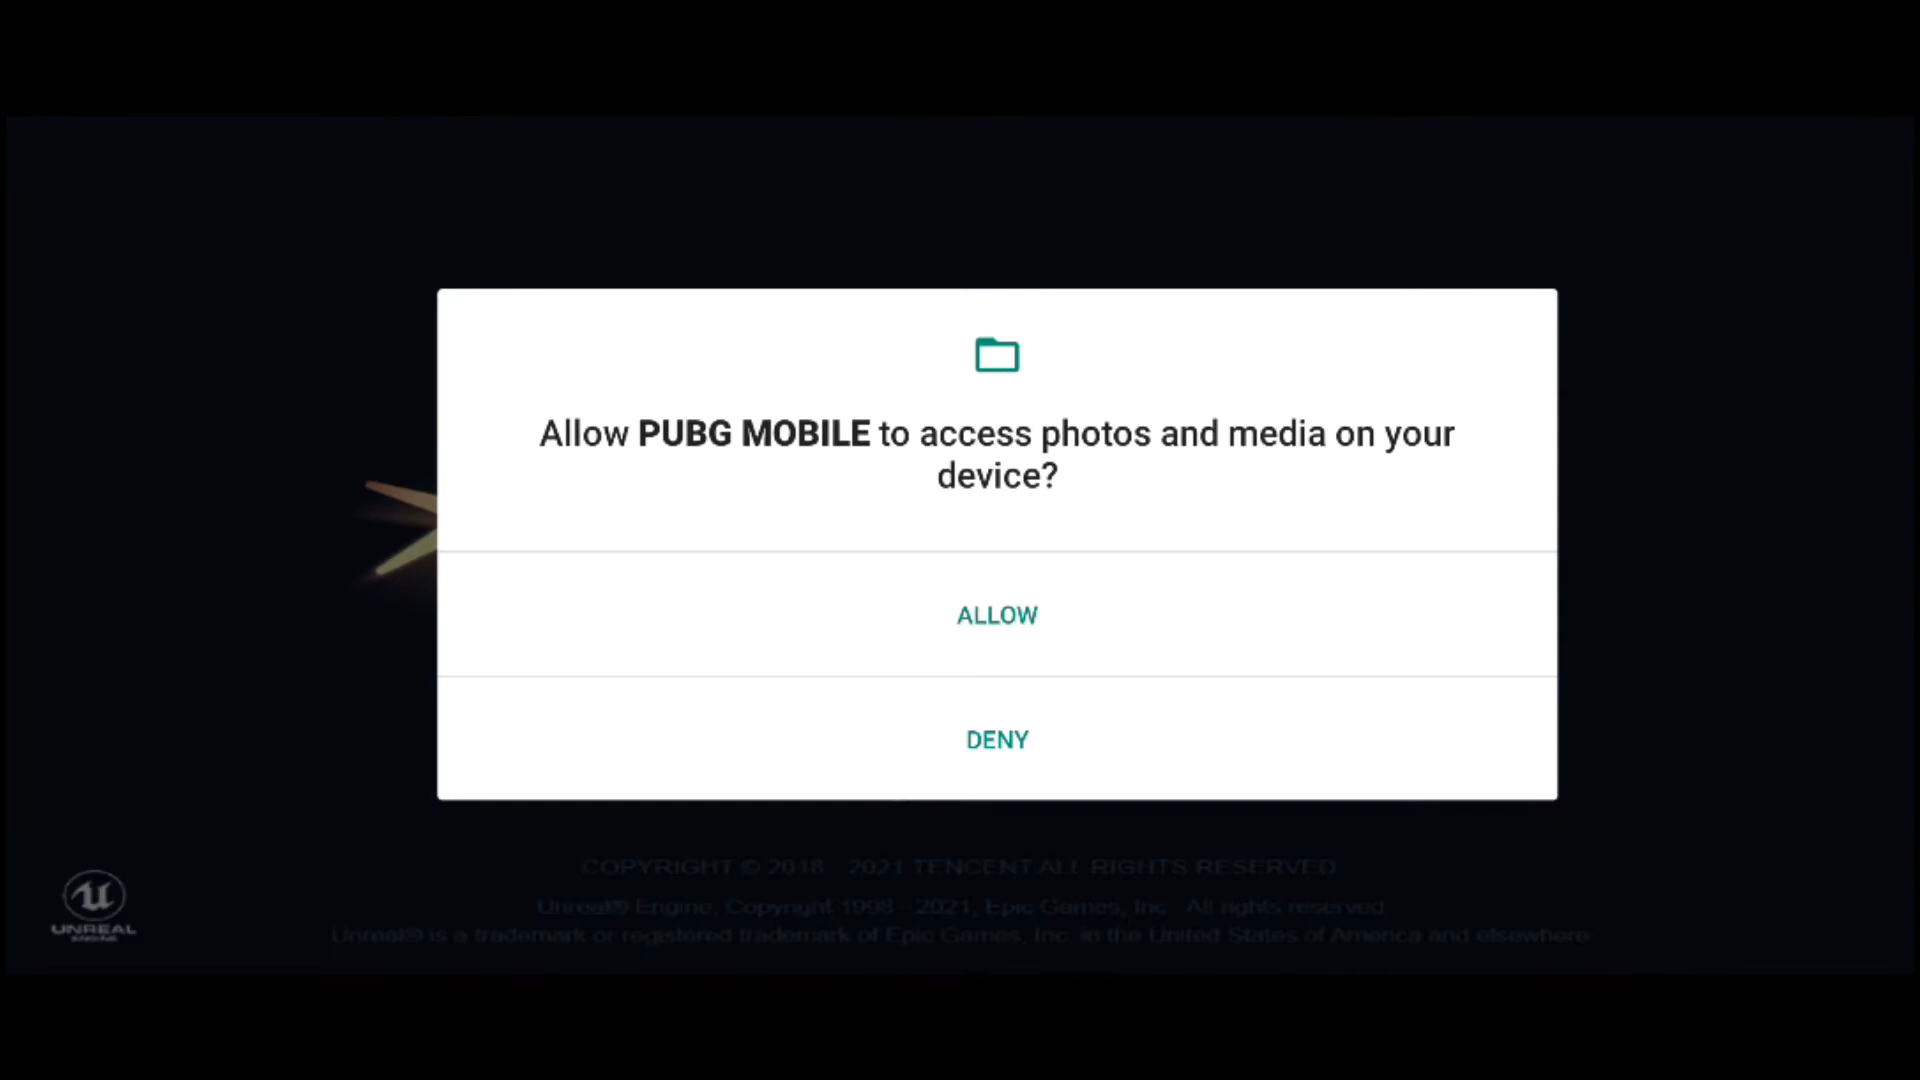 Allow PUBG MOBILE to access photos and media on your
device?
ALLOW
DENY
COPYRIGHT © 2018 - 2021 TENCENT ALL RIGHTS RESERVED
Unreal® Engine, Copyright 1998 - 2021, Epic Games, Inc. All rights reserved
Unreal® is a trademark or registered trademark of Epic Games, Inc. in the United States of America and elsewhere
UNREAL
ENGINE